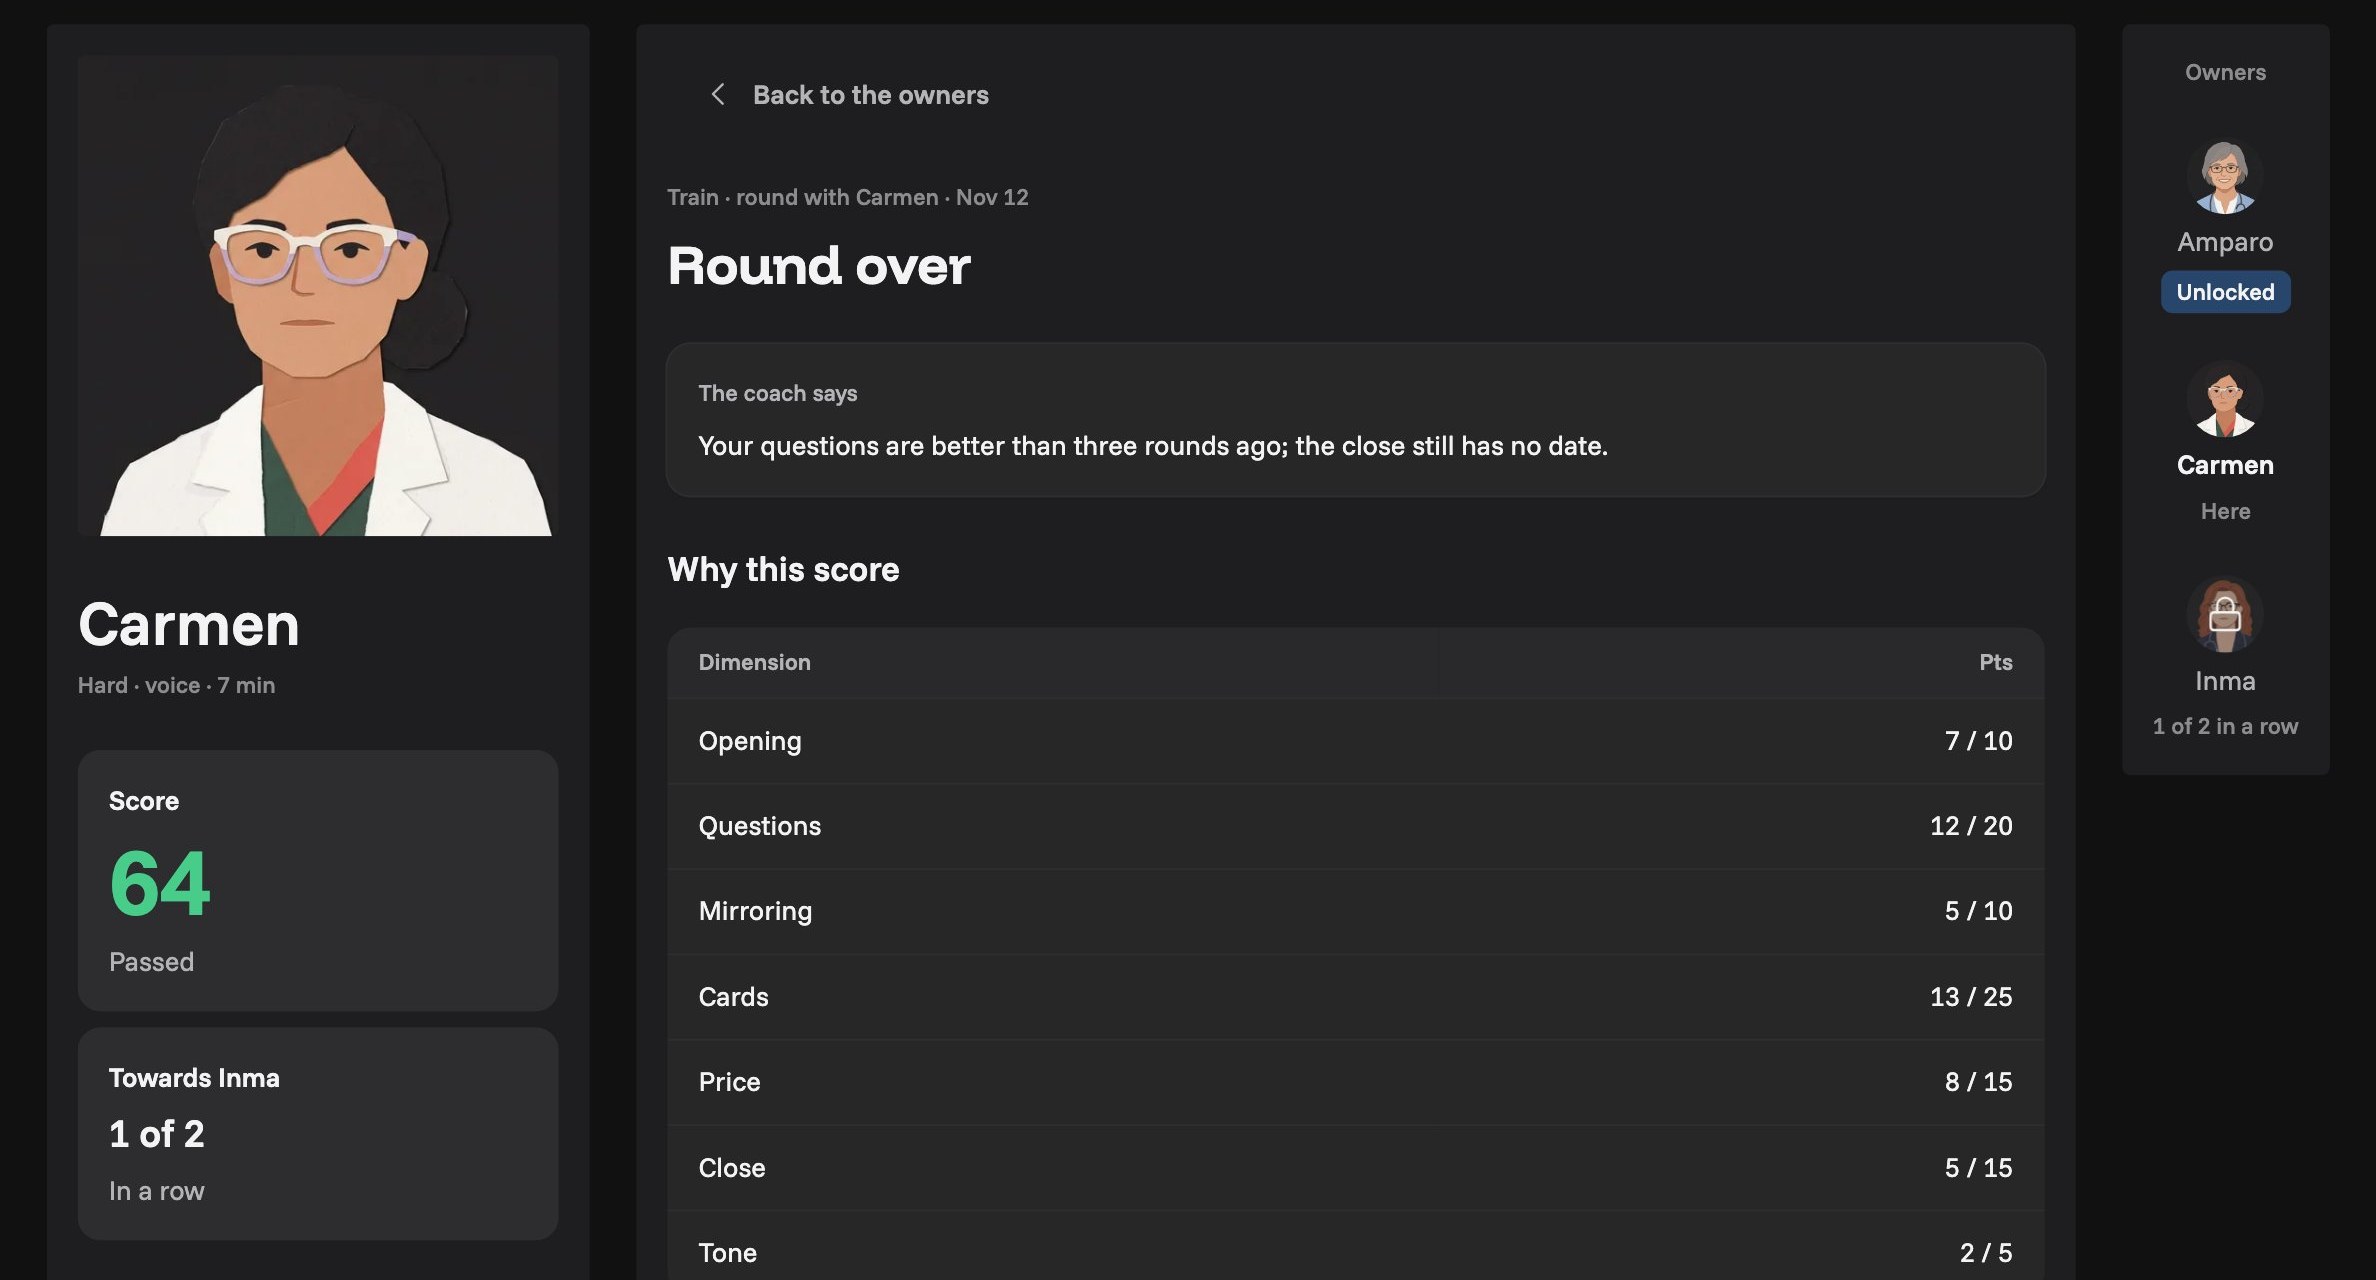 Carmen
Hard · voice · 7 min
Score
64
Passed
Towards Inma
1 of 2
In a row
Back to the owners
Train · round with Carmen · Nov 12
Round over
The coach says
Your questions are better than three rounds ago; the close still has no date.
Why this score
Dimension Pts
Opening 7 / 10
Questions 12 / 20
Mirroring 5 / 10
Cards 13 / 25
Price 8 / 15
Close 5 / 15
Tone 2 / 5
Owners
Amparo
Unlocked
Carmen
Here
Inma
1 of 2 in a row